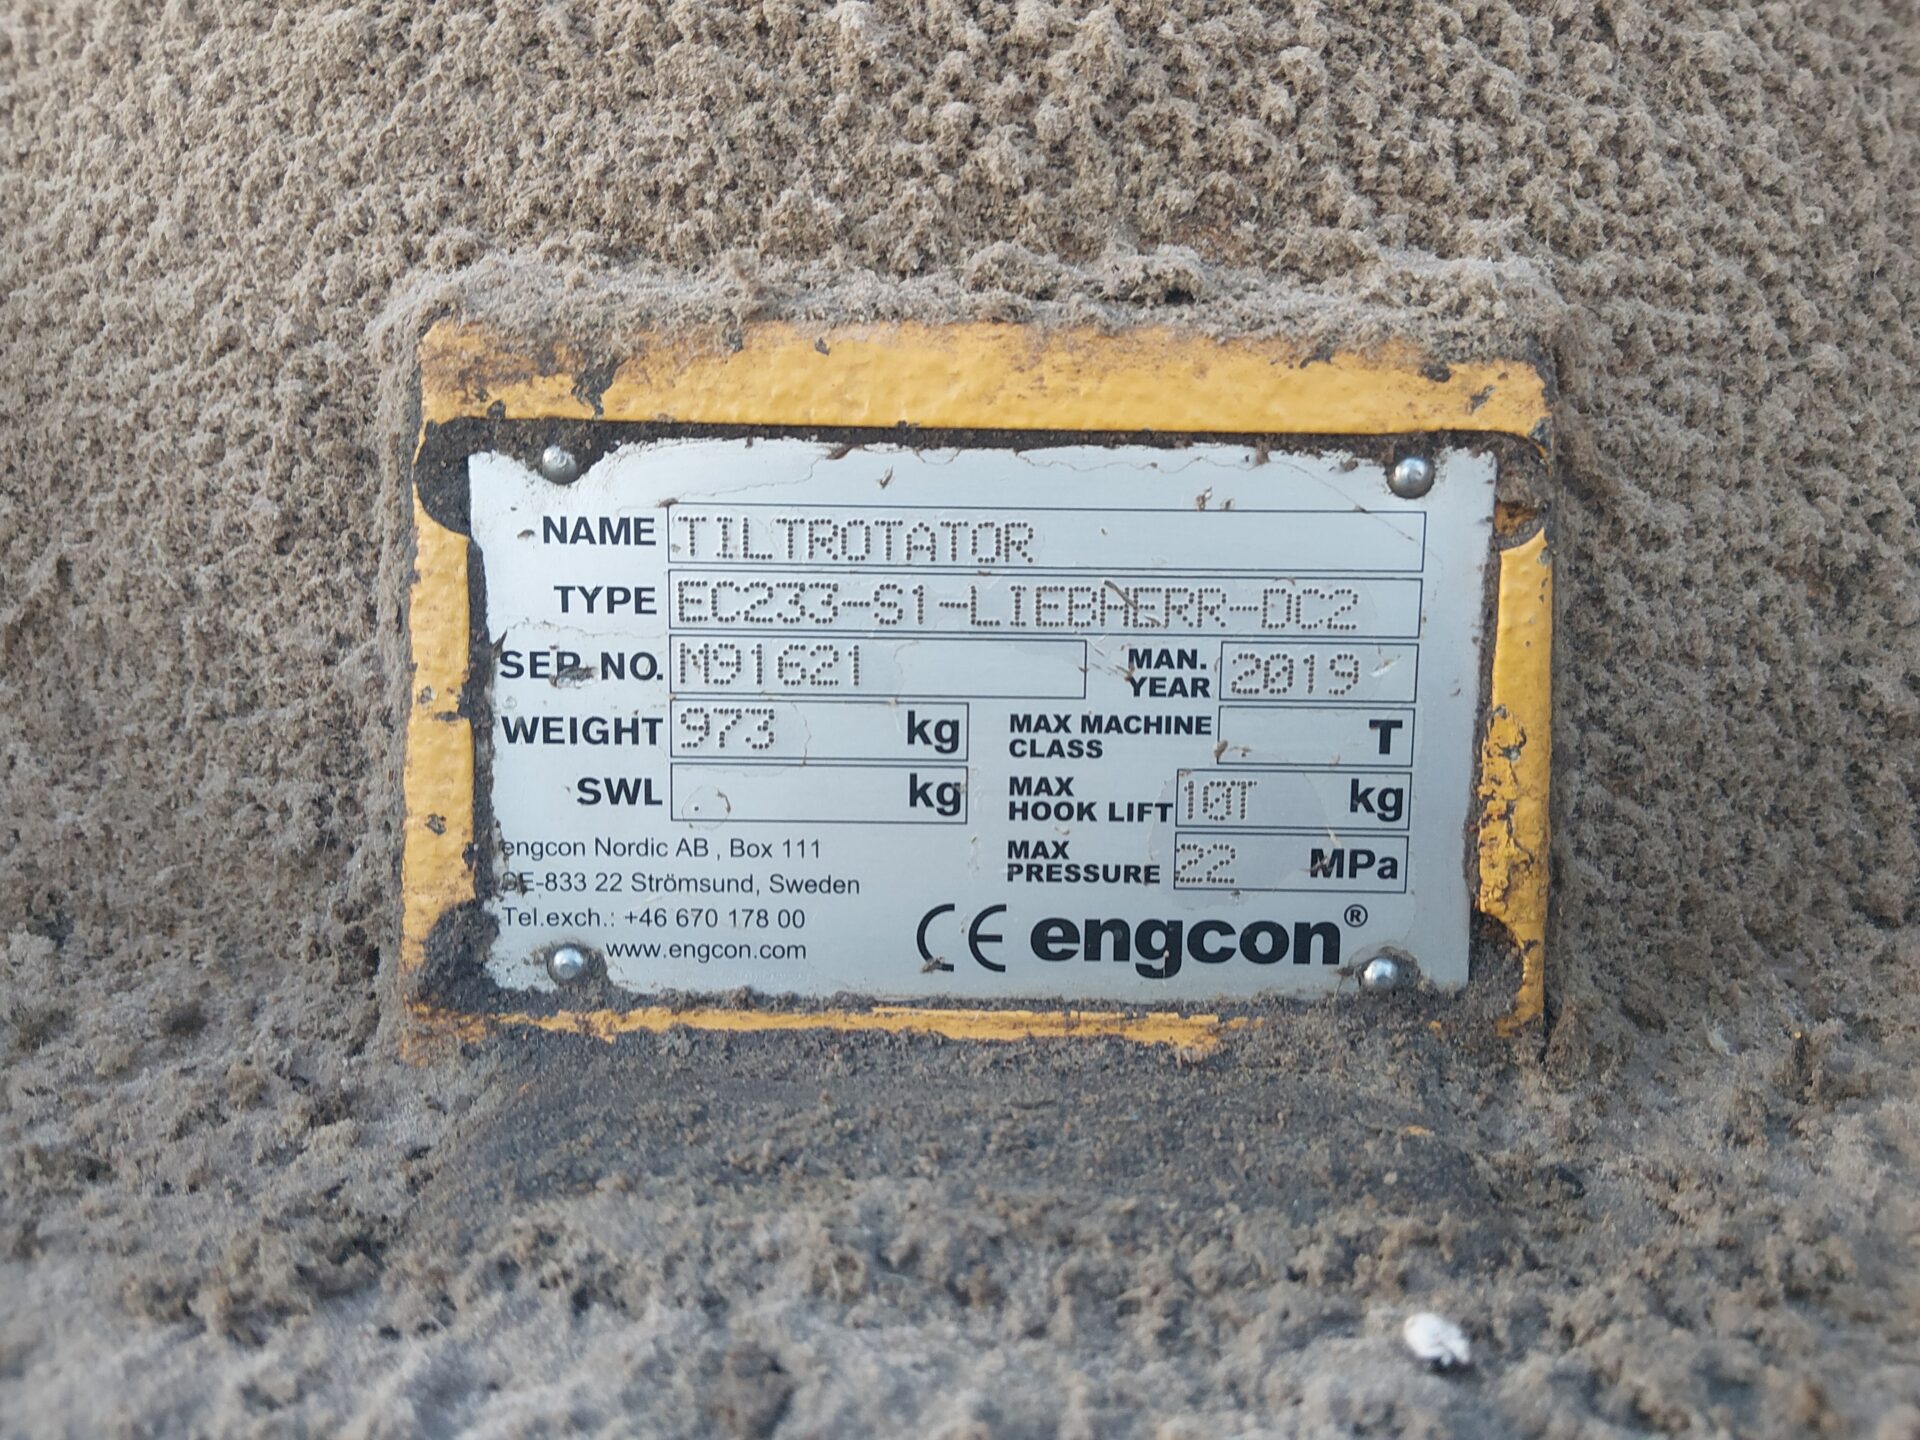 NAME TILTROTATOR
TYPE EC233-S1-LIEBHERR-DC2
SER NO. M91621 MAN. YEAR 2019
WEIGHT 973 kg MAX MACHINE CLASS T
SWL kg MAX HOOK LIFT 10T kg
MAX PRESSURE 22 MPa
engcon Nordic AB , Box 111
SE-833 22 Strömsund, Sweden
Tel.exch.: +46 670 178 00
www.engcon.com
CE engcon®